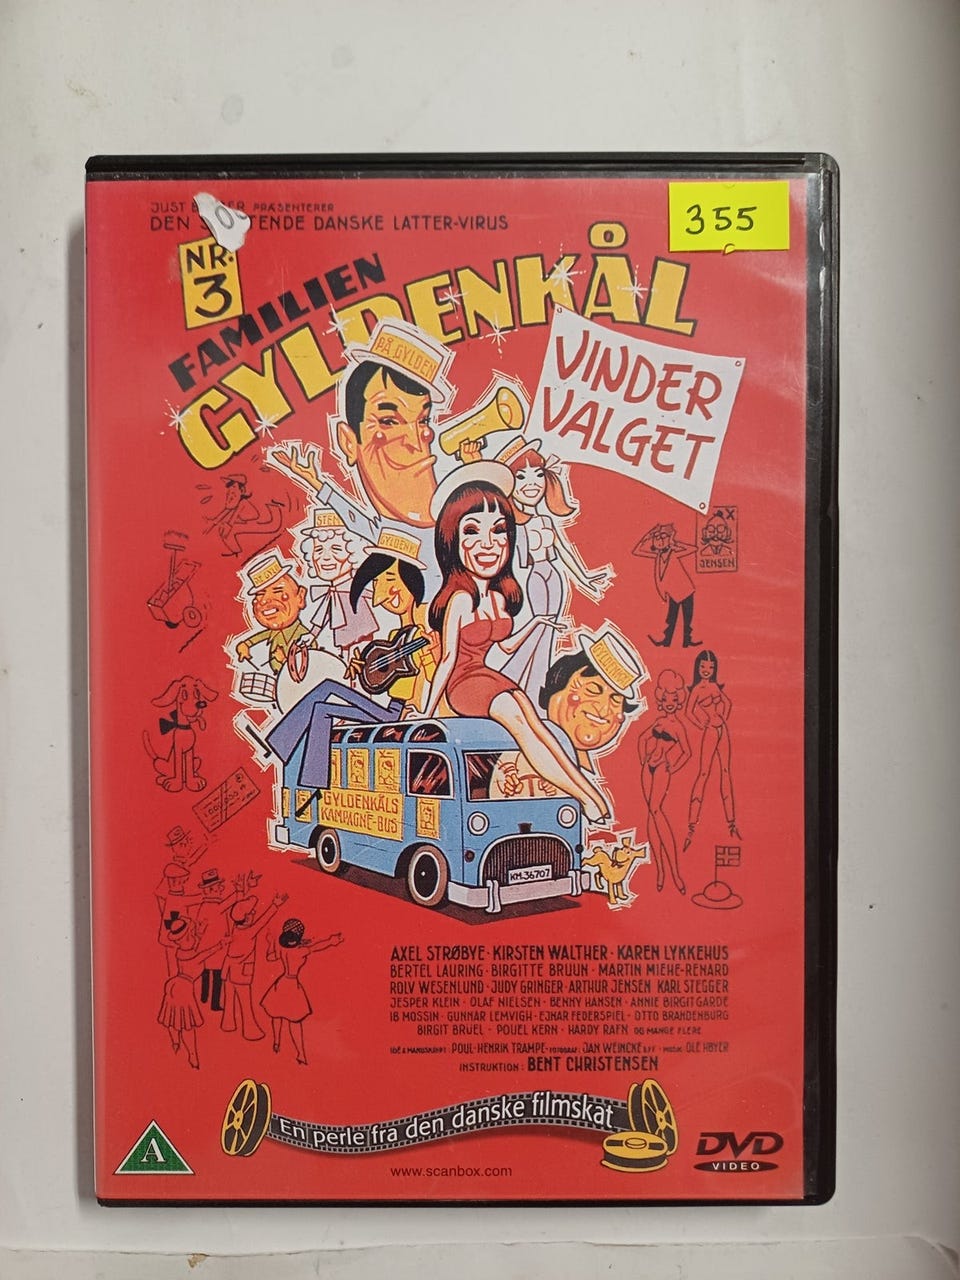 JUST PRÆSENTERER
DEN DANSKE LATTER-VIRUS
355
NR. 3
FAMILIEN
GYLDENKÅL
VINDER
VALGET
PÅ GYLDEN
JENSEN
GYLDENKÅLS
KAMPAGNE-BUS
KM·36707
AXEL STRØBYE · KIRSTEN WALTHER · KAREN LYKKEHUS
BERTEL LAURING · BIRGITTE BRUUN · MARTIN MIEHE-RENARD
ROLV WESENLUND · JUDY GRINGER · ARTHUR JENSEN KARL STEGGER
JESPER KLEIN · OLAF NIELSEN · BENNY HANSEN · ANNIE BIRGIT GARDE
IB MOSSIN · GUNNAR LEMVIGH · EJNAR FEDERSPIEL · OTTO BRANDENBURG
BIRGIT BRUEL · POUEL KERN · HARDY RAFN OG MANGE FLERE
IDÉ & MANUSKRIPT: POUL-HENRIK TRAMPE · FOTOGRAF: JAN WEINCKE · MUSIK: OLE HØYER
INSTRUKTION: BENT CHRISTENSEN
En perle fra den danske filmskat
A
www.scanbox.com
DVD
VIDEO